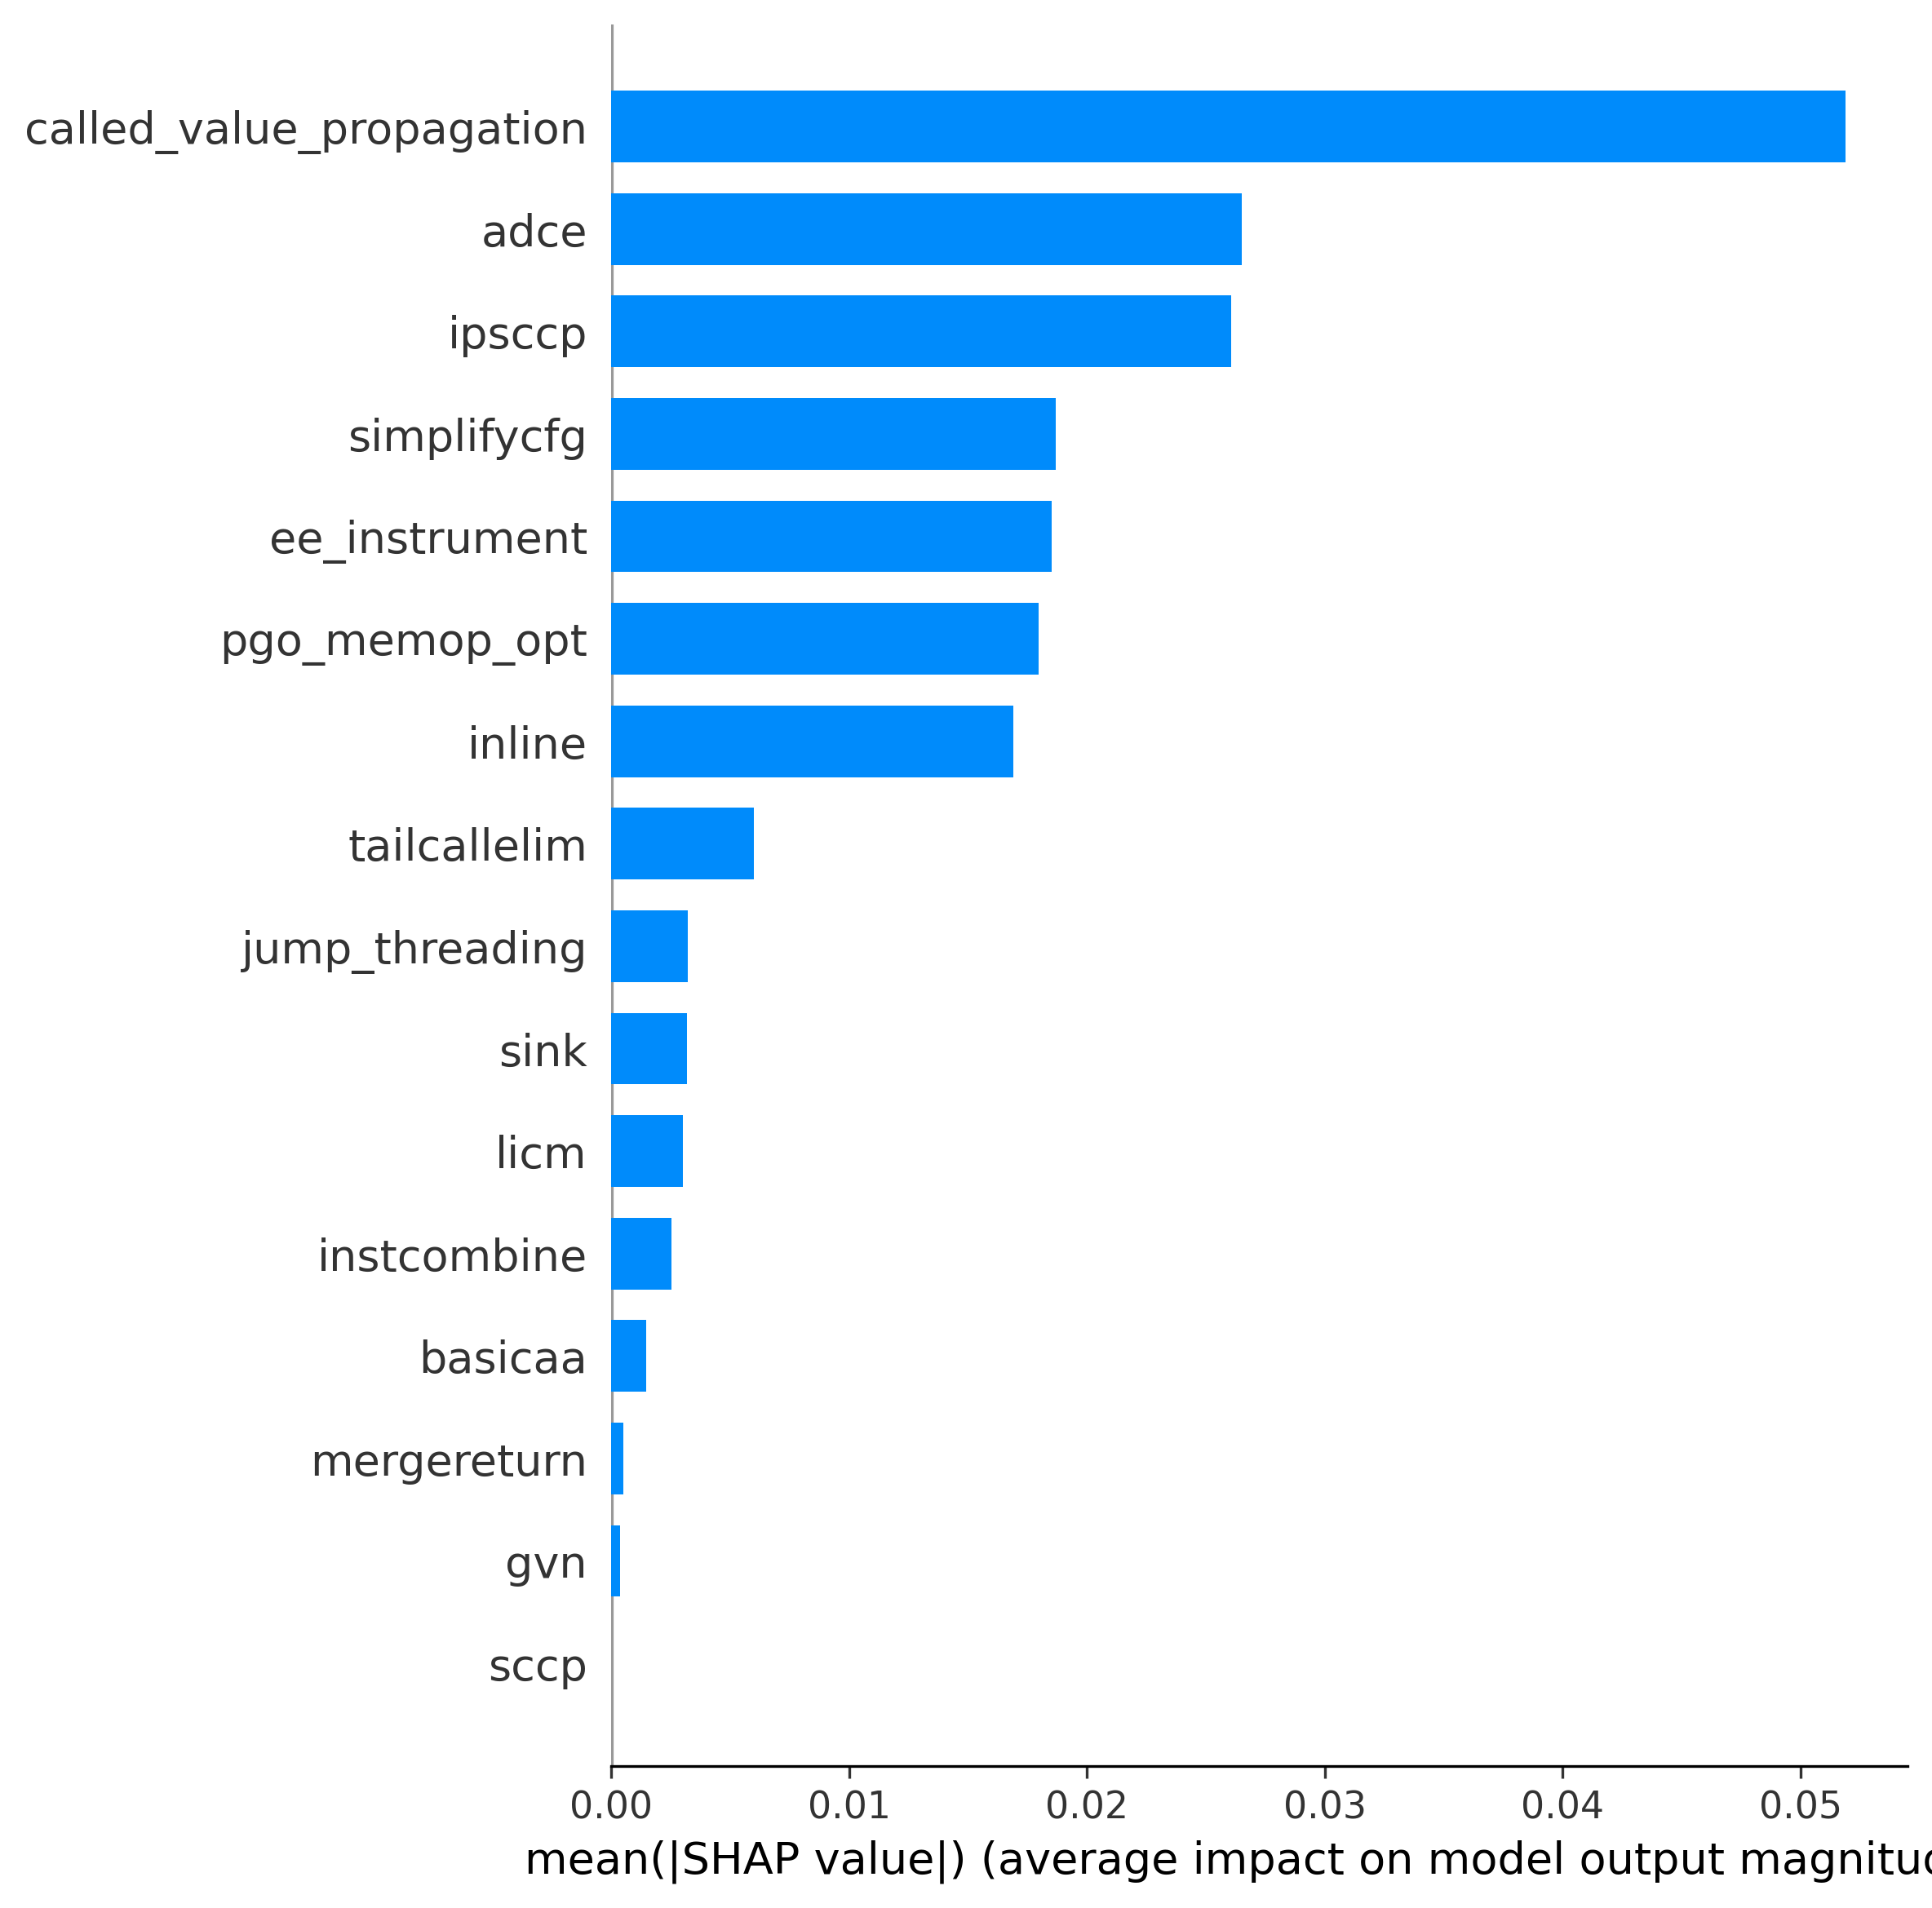 called_value_propagation
adce
ipsccp
simplifycfg
ee_instrument
pgo_memop_opt
inline
tailcallelim
jump_threading
sink
licm
instcombine
basicaa
mergereturn
gvn
sccp
0.00 0.01 0.02 0.03 0.04 0.05
mean(|SHAP value|) (average impact on model output magnitud